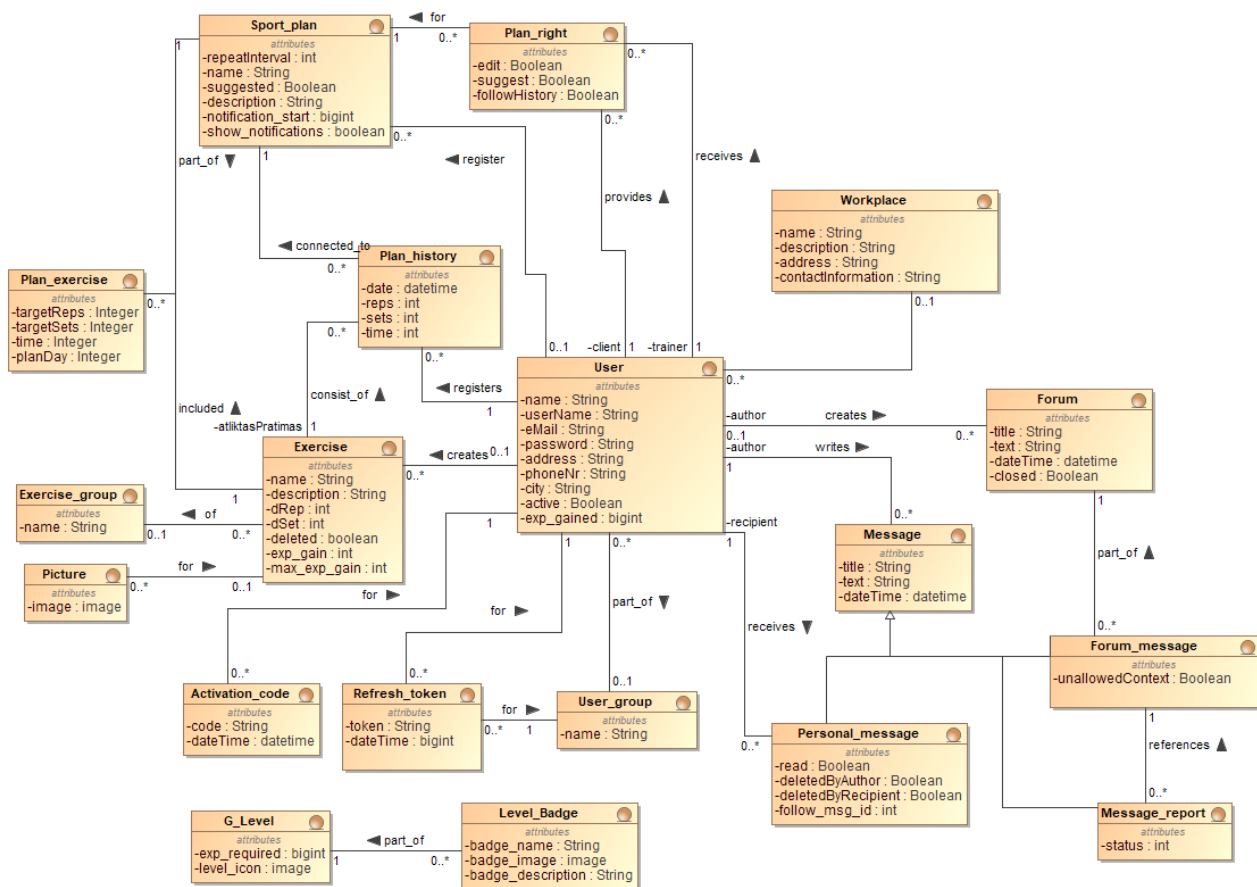 Sport_plan
attributes
-repeatInterval : int
-name : String
-suggested : Boolean
-description : String
-notification_start : bigint
-show_notifications : boolean
for
1
0..*
Plan_right
attributes
-edit : Boolean
-suggest : Boolean
-followHistory : Boolean
0..*
1
part_of
0..*
register
0..*
receives
provides
1
Workplace
attributes
-name : String
-description : String
-address : String
-contactInformation : String
0..1
connected_to
0..*
Plan_history
attributes
-date : datetime
-reps : int
-sets : int
-time : int
0..*
0..*
Plan_exercise
attributes
-targetReps : Integer
-targetSets : Integer
-time : Integer
-planDay : Integer
0..*
consist_of
registers
1
0..1
-client
1
-trainer
1
User
attributes
-name : String
-userName : String
-eMail : String
-password : String
-address : String
-phoneNr : String
-city : String
-active : Boolean
-exp_gained : bigint
0..*
-author
creates
0..1
0..*
-author
writes
1
Forum
attributes
-title : String
-text : String
-dateTime : datetime
-closed : Boolean
1
included
-atliktasPratimas
1
Exercise
attributes
-name : String
-description : String
-dRep : int
-dSet : int
-deleted : boolean
-exp_gain : int
-max_exp_gain : int
creates
0..1
0..*
1
Exercise_group
attributes
-name : String
of
0..1
0..*
Picture
attributes
-image : image
for
0..*
0..1
1
for
1
for
0..*
part_of
0..1
-recipient
1
receives
0..*
0..*
Message
attributes
-title : String
-text : String
-dateTime : datetime
part_of
0..*
Forum_message
attributes
-unallowedContext : Boolean
1
references
0..*
0..*
Activation_code
attributes
-code : String
-dateTime : datetime
0..*
Refresh_token
attributes
-token : String
-dateTime : bigint
for
0..*
1
User_group
attributes
-name : String
Personal_message
attributes
-read : Boolean
-deletedByAuthor : Boolean
-deletedByRecipient : Boolean
-follow_msg_id : int
Message_report
attributes
-status : int
G_Level
attributes
-exp_required : bigint
-level_icon : image
part_of
1
0..*
Level_Badge
attributes
-badge_name : String
-badge_image : image
-badge_description : String